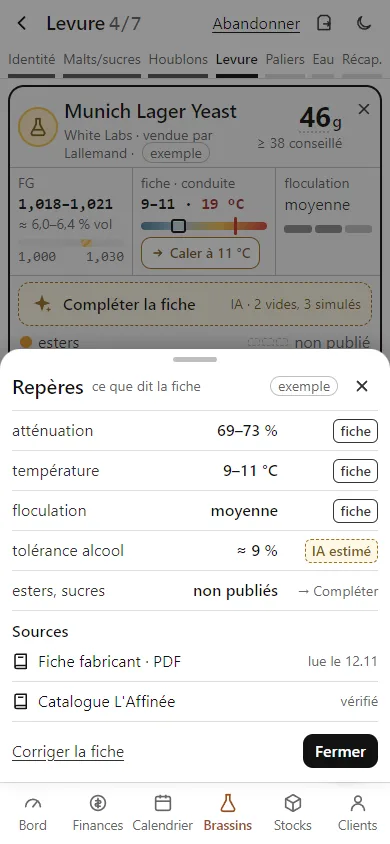 Levure 4/7
Abandonner
Identité Malts/sucres Houblons Levure Paliers Eau Récap.
Munich Lager Yeast
46 g
White Labs · vendue par
Lallemand · exemple
≥ 38 conseillé
FG
1,018–1,021
≈ 6,0–6,4 % vol
1,000 1,030
fiche · conduite
9–11 · 19 °C
→ Caler à 11 °C
floculation
moyenne
Compléter la fiche IA · 2 vides, 3 simulés
esters non publié
Repères ce que dit la fiche exemple
atténuation 69–73 % fiche
température 9–11 °C fiche
floculation moyenne fiche
tolérance alcool ≈ 9 % IA estimé
esters, sucres non publiés → Compléter
Sources
Fiche fabricant · PDF lue le 12.11
Catalogue L'Affinée vérifié
Corriger la fiche Fermer
Bord Finances Calendrier Brassins Stocks Clients